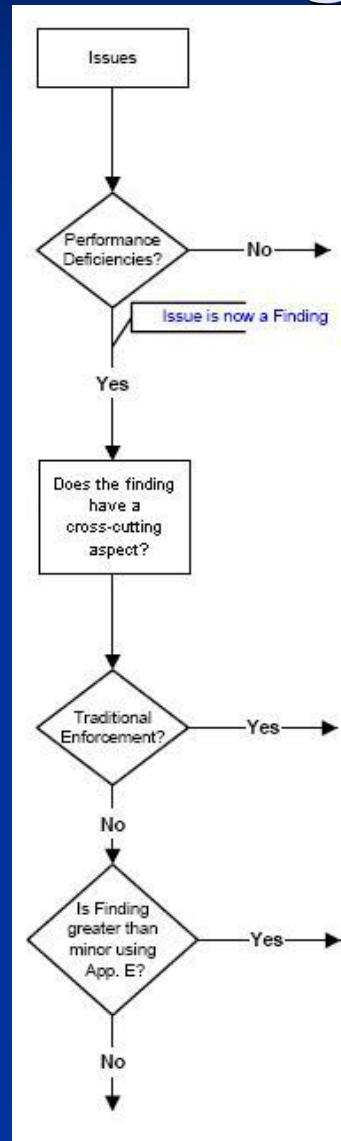 Issues
Performance
Deficiencies?
No
Issue is now a Finding
Yes
Does the finding
have a
cross-cutting
aspect?
Traditional
Enforcement?
Yes
No
Is Finding
greater than
minor using
App. E?
Yes
No